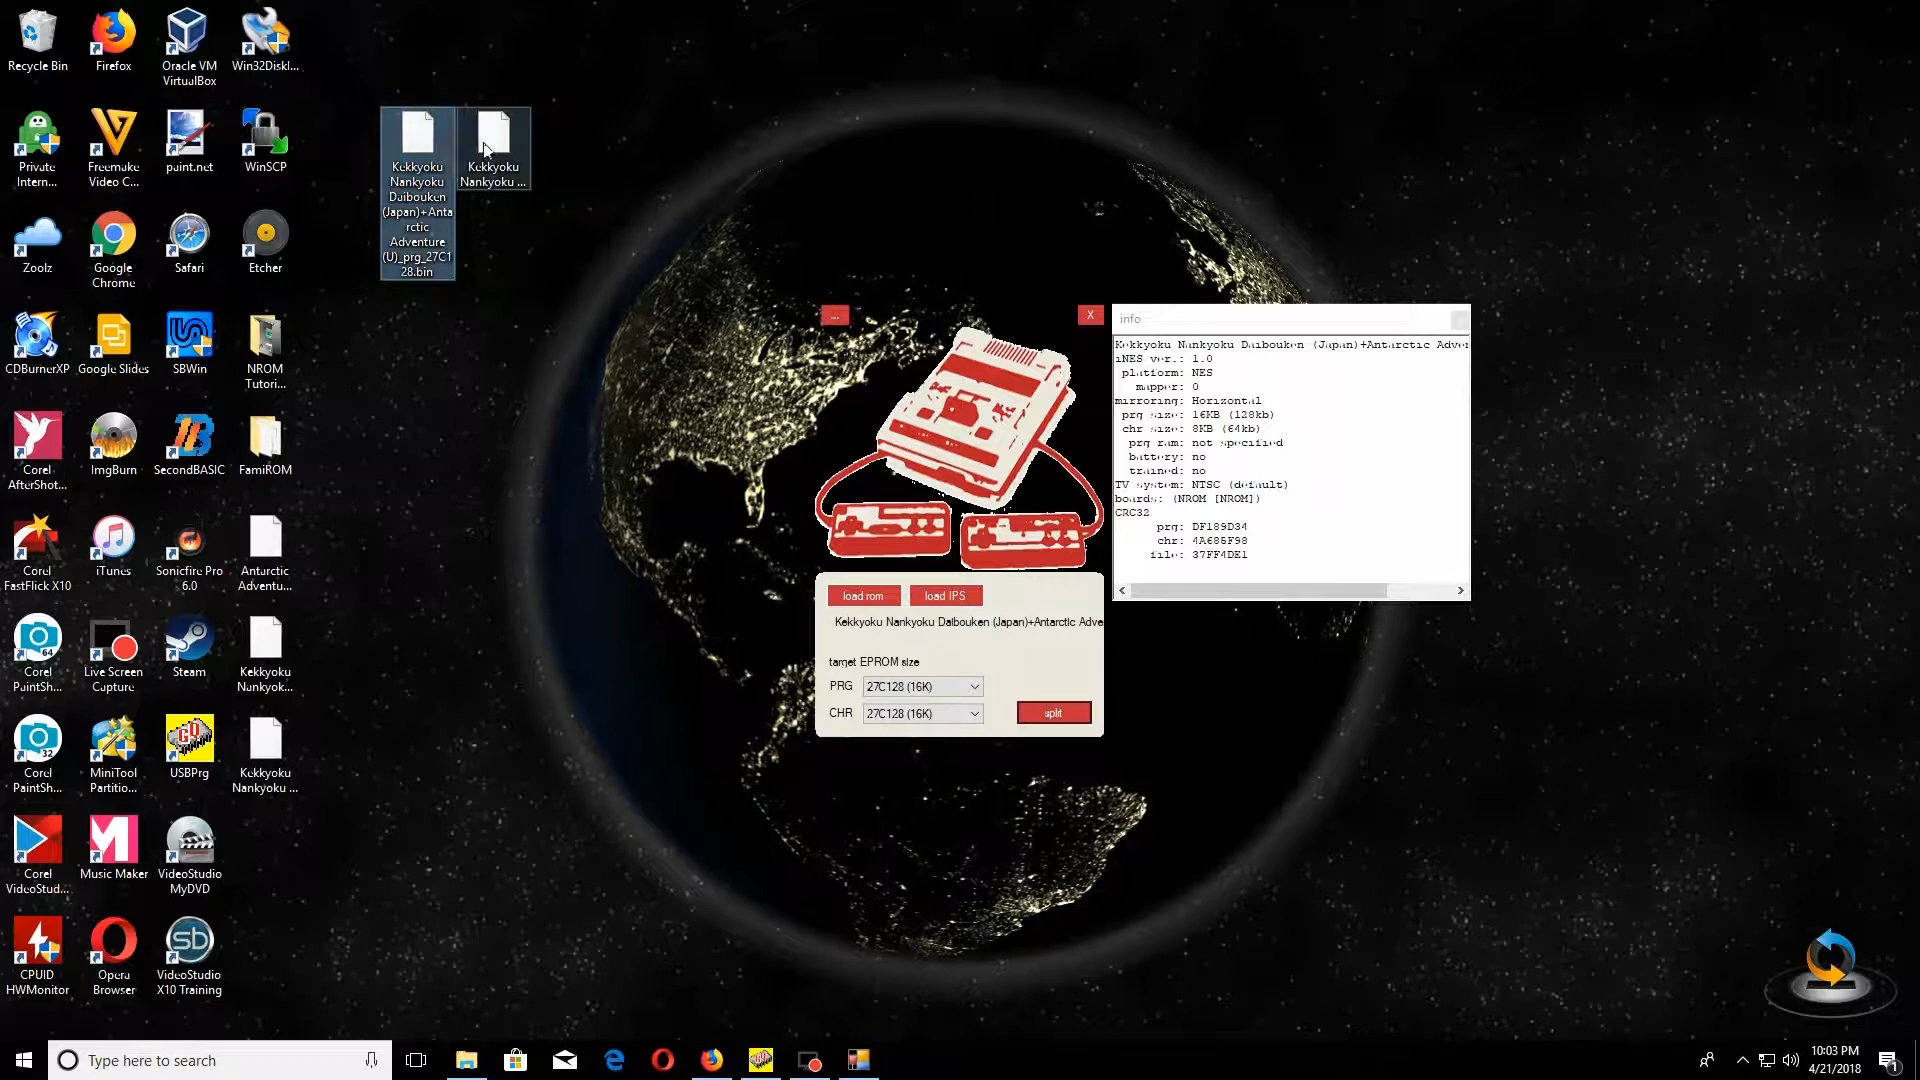 Recycle Bin
Firefox
Oracle VM
VirtualBox
Win32DiskI...
Private
Intern...
Freemake
Video C...
paint.net
WinSCP
Zoolz
Google
Chrome
Safari
Etcher
CDBurnerXP
Google Slides
SBWin
NROM
Tutori...
Corel
AfterShot...
ImgBurn
SecondBASIC
FamiROM
Corel
FastFlick X10
iTunes
Sonicfire Pro
6.0
Antarctic
Adventu...
64
Corel
PaintSh...
Live Screen
Capture
Steam
Kekkyoku
Nankyok...
32
Corel
PaintSh...
MiniTool
Partitio...
USBPrg
Kekkyoku
Nankyoku ...
Corel
VideoStud...
Music Maker
VideoStudio
MyDVD
CPUID
HWMonitor
Opera
Browser
sb
VideoStudio
X10 Training
Kekkyoku
Nankyoku
Daibouken
(Japan)+Anta
rctic
Adventure
(U)_prg_27C1
28.bin
Kekkyoku
Nankyoku ...
...
X
load rom
load IPS
Kekkyoku Nankyoku Daibouken (Japan)+Antarctic Adve
target EPROM size
PRG
27C128 (16K)
CHR
27C128 (16K)
split
info
Kekkyoku Nankyoku Daibouken (Japan)+Antarctic Adver
iNES ver.: 1.0
platform: NES
mapper: 0
mirroring: Horizontal
prg size: 16KB (128kb)
chr size: 8KB (64kb)
prg ram: not specified
battery: no
trained: no
TV system: NTSC (default)
boards: (NROM [NROM])
CRC32
prg: DF189D34
chr: 4A685F98
file: 37FF4DE1
Type here to search
10:03 PM
4/21/2018
1